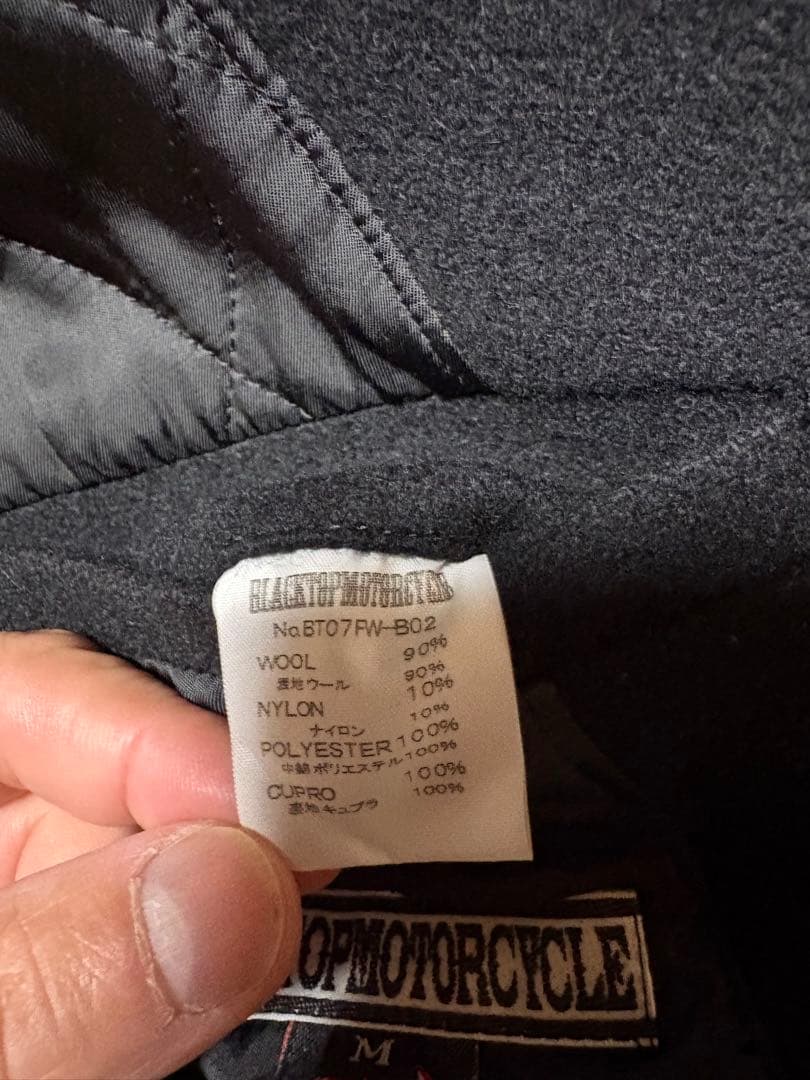 BLACKTOPMOTORCYCLE
No.BT07FW-B02
WOOL 90%
表地ウール 90%
NYLON 10%
ナイロン 10%
POLYESTER 100%
中綿ポリエステル 100%
CUPRO 100%
裏地キュプラ 100%
TOPMOTORCYCLE
M